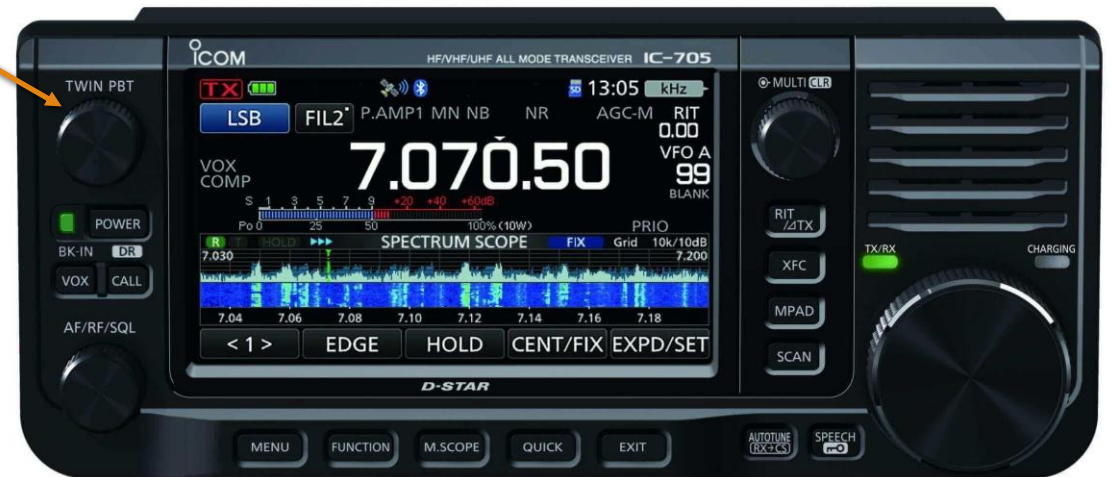 ICOM
HF/VHF/UHF ALL MODE TRANSCEIVER IC-705
TWIN PBT
MULTI CLR
TX 13:05 kHz
LSB FIL2 P.AMP1 MN NB NR AGC-M RIT
0.00
VFO A
VOX 7.070.50 99
COMP BLANK
S 1 3 5 7 9 +20 +40 +60dB
Po 0 25 50 100% (10W) PRIO
R T HOLD SPECTRUM SCOPE FIX Grid 10k/10dB
7.030 7.200
7.04 7.06 7.08 7.10 7.12 7.14 7.16 7.18
<1> EDGE HOLD CENT/FIX EXPD/SET
D-STAR
POWER
BK-IN DR
VOX CALL
AF/RF/SQL
RIT
/⊿TX
XFC
MPAD
SCAN
TX/RX CHARGING
MENU FUNCTION M.SCOPE QUICK EXIT
AUTOTUNE
(RX→CS)
SPEECH